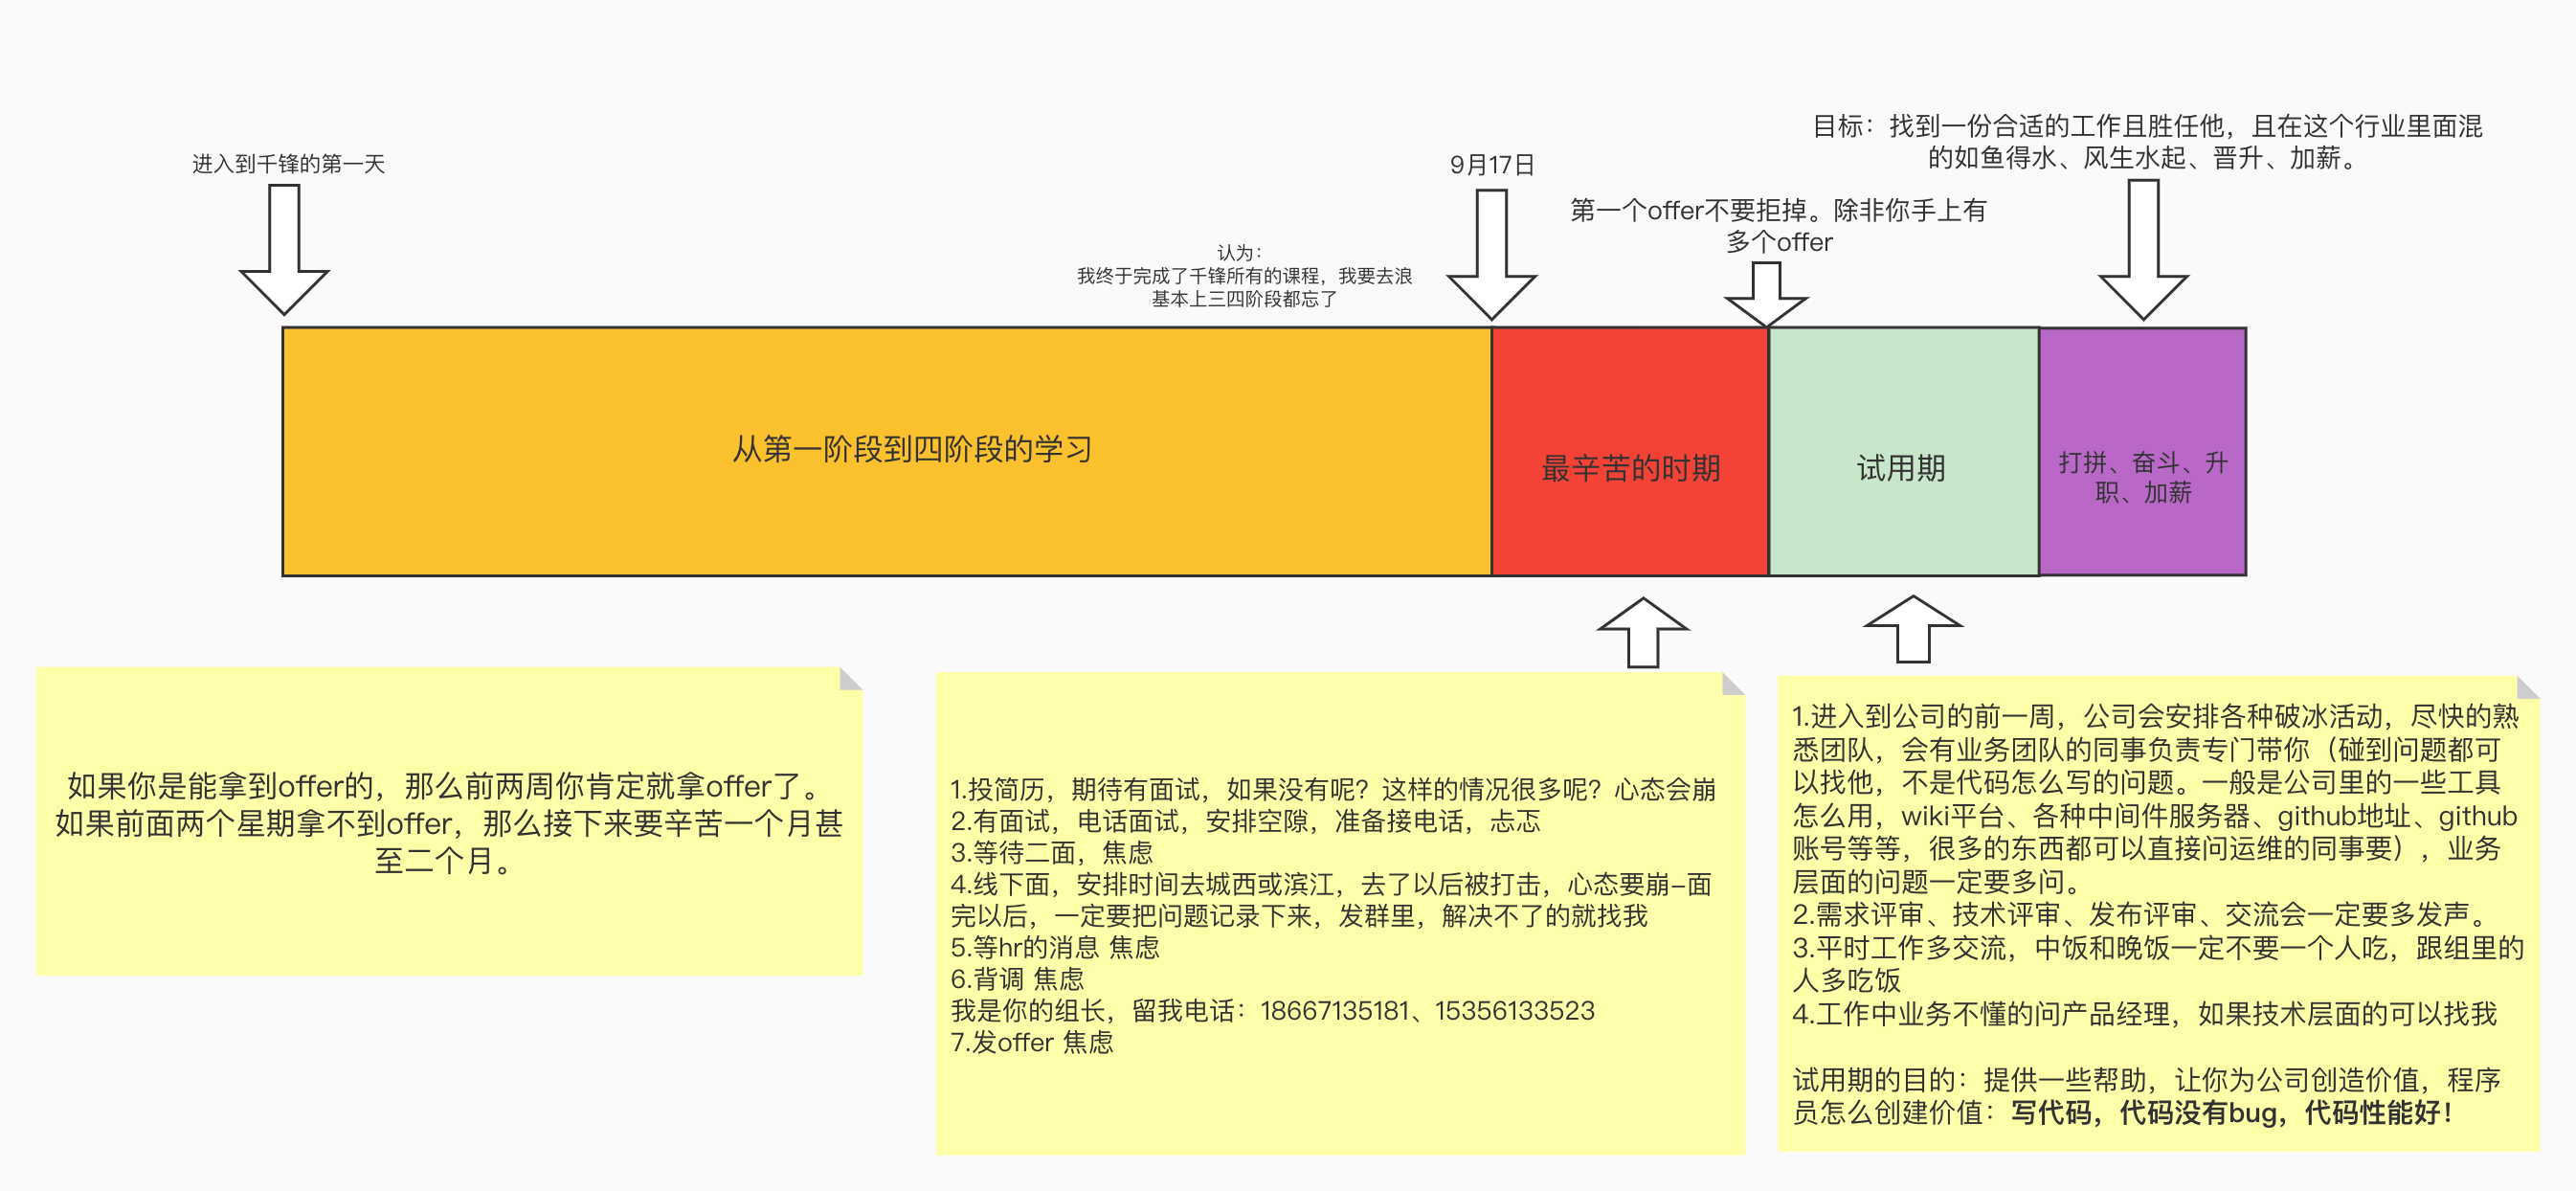 进入到千锋的第一天
认为：
我终于完成了千锋所有的课程，我要去浪
基本上三四阶段都忘了
9月17日
第一个offer不要拒掉。除非你手上有
多个offer
目标：找到一份合适的工作且胜任他，且在这个行业里面混
的如鱼得水、风生水起、晋升、加薪。
从第一阶段到四阶段的学习
最辛苦的时期
试用期
打拼、奋斗、升
职、加薪
如果你是能拿到offer的，那么前两周你肯定就拿offer了。
如果前面两个星期拿不到offer，那么接下来要辛苦一个月甚
至二个月。
1.投简历，期待有面试，如果没有呢？这样的情况很多呢？心态会崩
2.有面试，电话面试，安排空隙，准备接电话，忐忑
3.等待二面，焦虑
4.线下面，安排时间去城西或滨江，去了以后被打击，心态要崩-面
完以后，一定要把问题记录下来，发群里，解决不了的就找我
5.等hr的消息 焦虑
6.背调 焦虑
我是你的组长，留我电话：18667135181、15356133523
7.发offer 焦虑
1.进入到公司的前一周，公司会安排各种破冰活动，尽快的熟
悉团队，会有业务团队的同事负责专门带你（碰到问题都可
以找他，不是代码怎么写的问题。一般是公司里的一些工具
怎么用，wiki平台、各种中间件服务器、github地址、github
账号等等，很多的东西都可以直接问运维的同事要），业务
层面的问题一定要多问。
2.需求评审、技术评审、发布评审、交流会一定要多发声。
3.平时工作多交流，中饭和晚饭一定不要一个人吃，跟组里的
人多吃饭
4.工作中业务不懂的问产品经理，如果技术层面的可以找我
试用期的目的：提供一些帮助，让你为公司创造价值，程序
员怎么创建价值：写代码，代码没有bug，代码性能好！